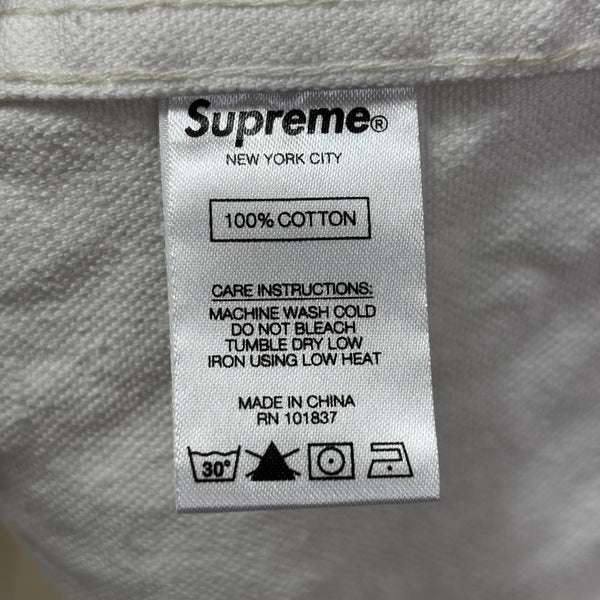 Supreme®
NEW YORK CITY
100% COTTON
CARE INSTRUCTIONS:
MACHINE WASH COLD
DO NOT BLEACH
TUMBLE DRY LOW
IRON USING LOW HEAT
MADE IN CHINA
RN 101837
30°